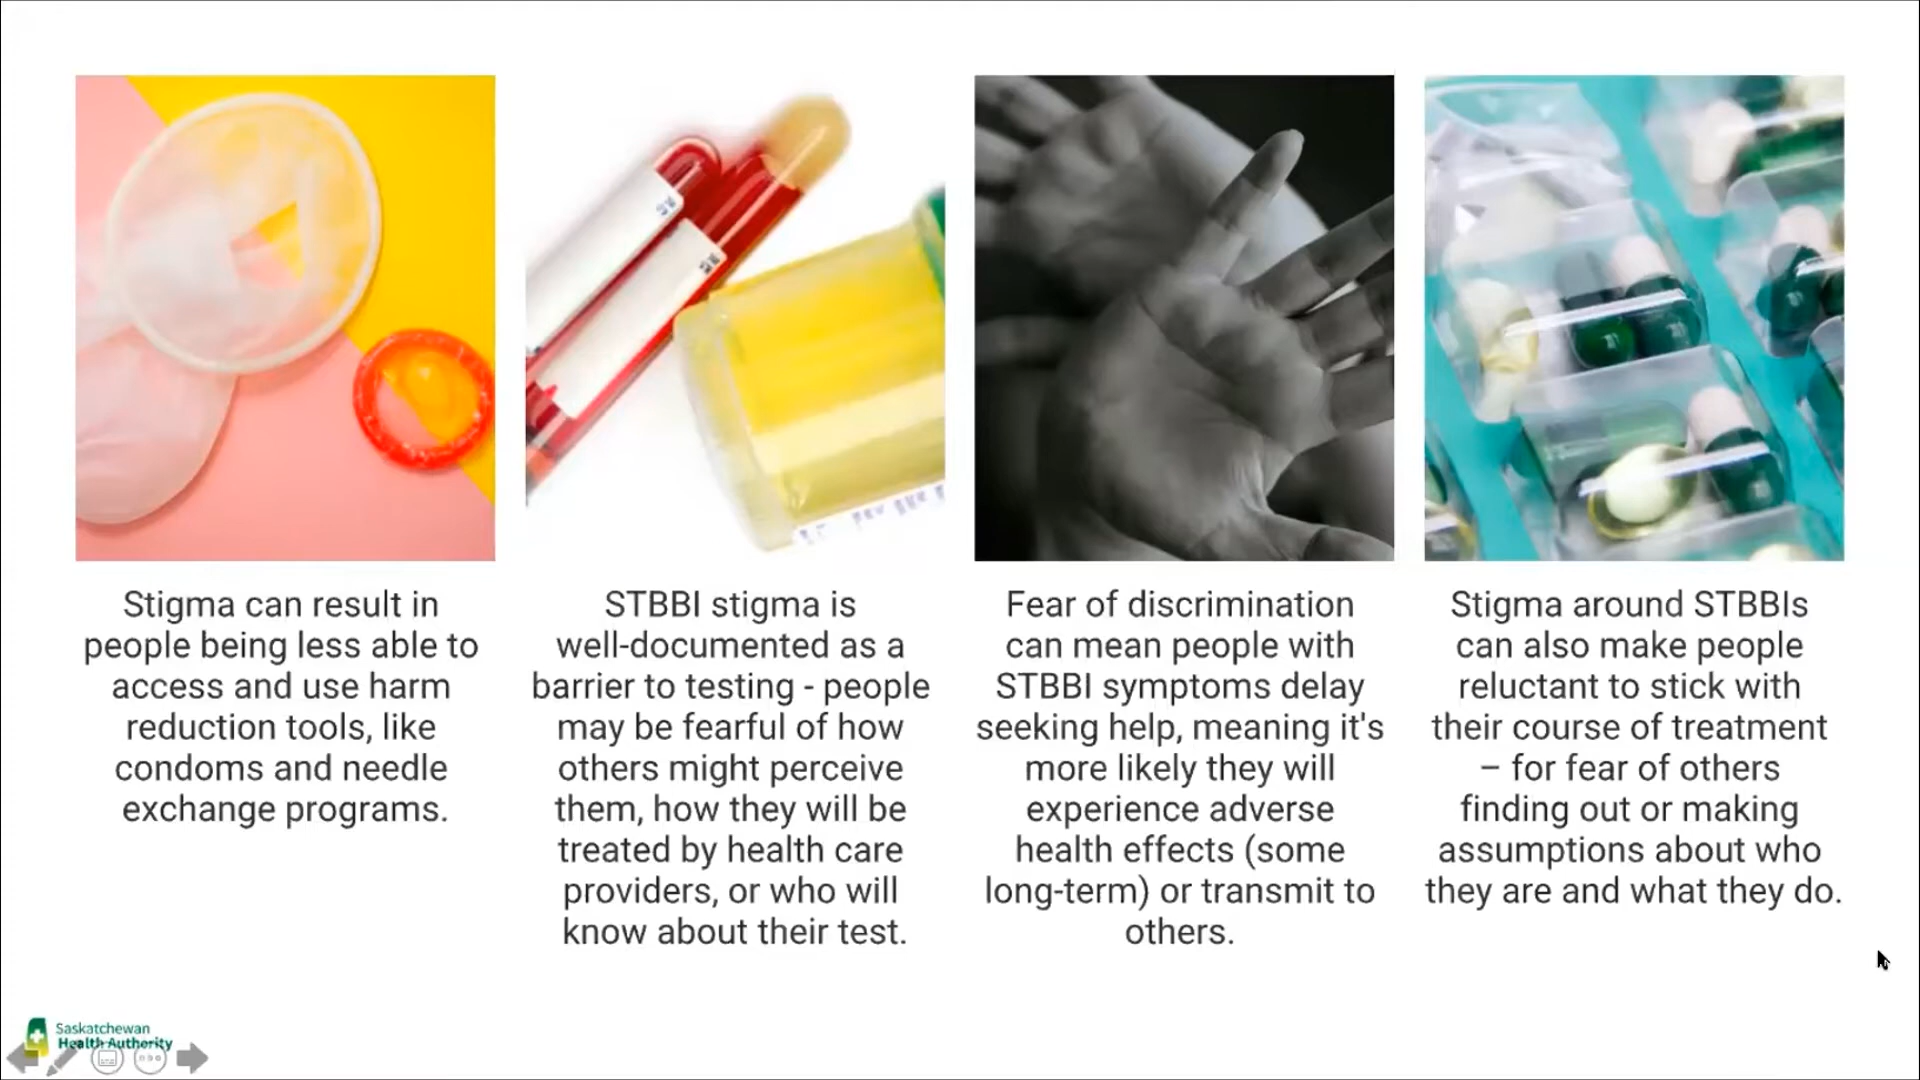 Stigma can result in
people being less able to
access and use harm
reduction tools, like
condoms and needle
exchange programs.
STBBI stigma is
well-documented as a
barrier to testing - people
may be fearful of how
others might perceive
them, how they will be
treated by health care
providers, or who will
know about their test.
Fear of discrimination
can mean people with
STBBI symptoms delay
seeking help, meaning it's
more likely they will
experience adverse
health effects (some
long-term) or transmit to
others.
Stigma around STBBIs
can also make people
reluctant to stick with
their course of treatment
– for fear of others
finding out or making
assumptions about who
they are and what they do.
Saskatchewan
Health Authority